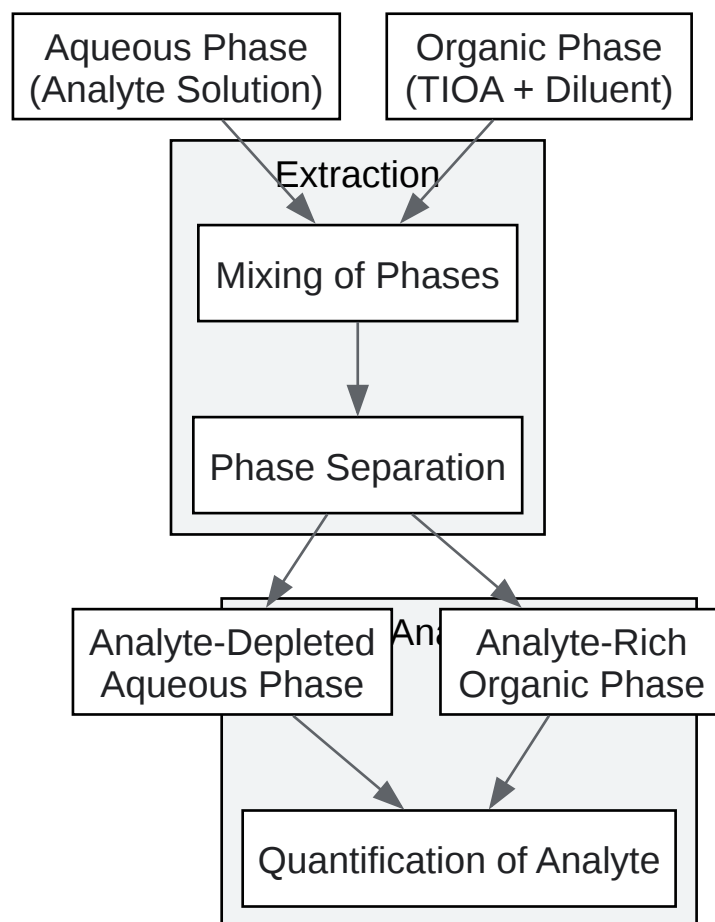 Aqueous Phase
(Analyte Solution)
Organic Phase
(TIOA + Diluent)
Extraction
Mixing of Phases
Phase Separation
Analyte-Depleted
Aqueous Phase
Analyte-Rich
Organic Phase
Quantification of Analyte